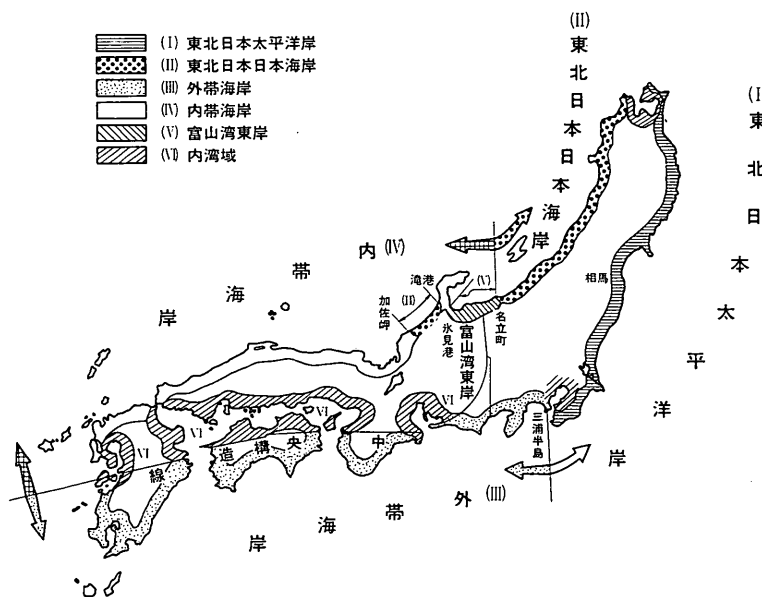 (Ⅰ) 東北日本太平洋岸
(Ⅱ) 東北日本日本海岸
(Ⅲ) 外帯海岸
(Ⅳ) 内帯海岸
(Ⅴ) 富山湾東岸
(Ⅵ) 内湾域
(Ⅱ)
東北日本日本海岸
(Ⅰ
東北日本太平洋岸
内(Ⅳ)
帯
海
岸
滝港
(Ⅱ)
加佐岬
(Ⅴ)
氷見港
富山湾東岸
名立町
相馬
三浦半島
VI
VI
VI
VI
中央構造線
外(Ⅲ)
帯
海
岸